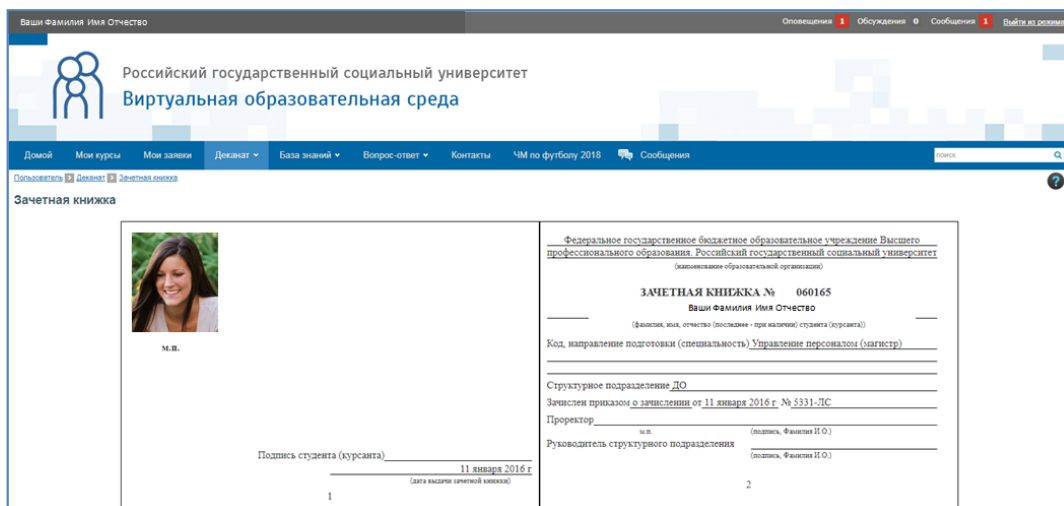 Ваши Фамилия Имя Отчество
Оповещения 1 Обсуждения 0 Сообщения 1 Выйти из режима
Российский государственный социальный университет
Виртуальная образовательная среда
Домой Мои курсы Мои заявки Деканат База знаний Вопрос-ответ Контакты ЧМ по футболу 2018 Сообщения поиск
Пользователь Деканат Зачетная книжка
?
Зачетная книжка
м.п.
Подпись студента (курсанта)
11 января 2016 г
(дата выдачи зачетной книжки)
1
Федеральное государственное бюджетное образовательное учреждение Высшего
профессионального образования. Российский государственный социальный университет
(наименование образовательной организации)
ЗАЧЕТНАЯ КНИЖКА № 060165
Ваши Фамилия Имя Отчество
(фамилия, имя, отчество (последнее - при наличии) студента (курсанта))
Код, направление подготовки (специальность) Управление персоналом (магистр)
Структурное подразделение ДО
Зачислен приказом о зачислении от 11 января 2016 г № 5331-ЛС
Проректор
м.п. (подпись, Фамилия И.О.)
Руководитель структурного подразделения
(подпись, Фамилия И.О.)
2